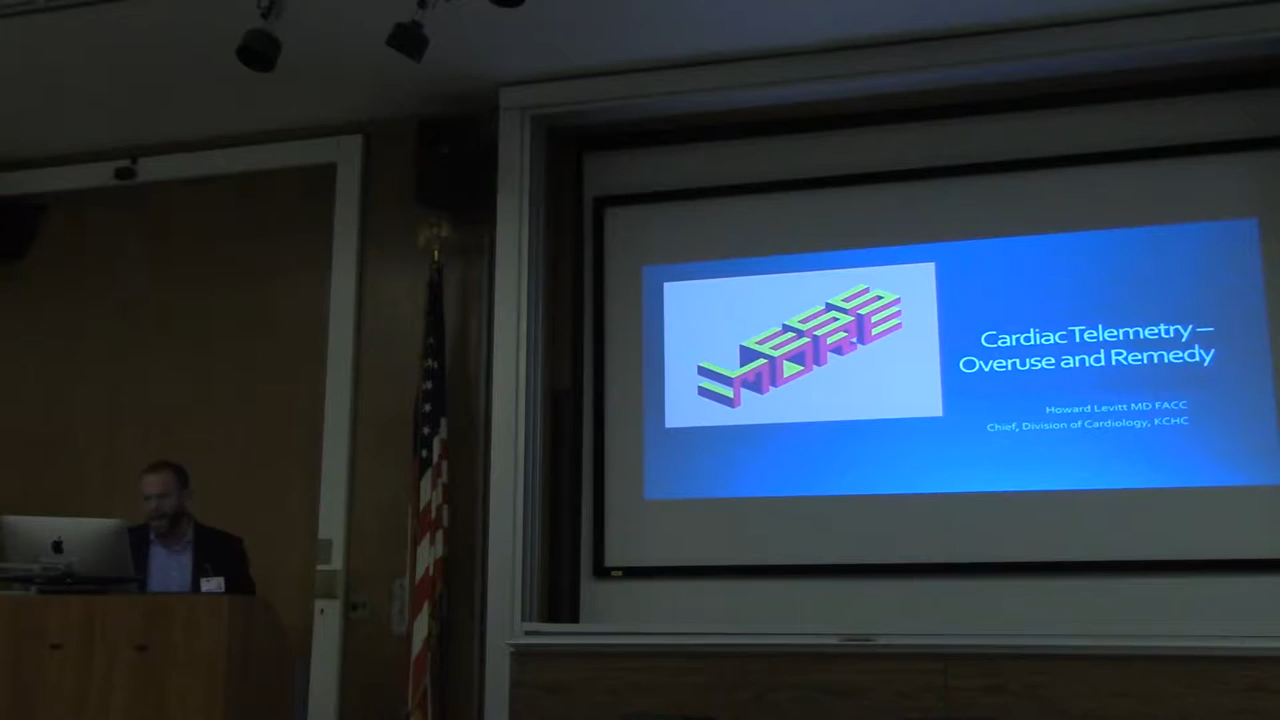 LESS
MORE
Cardiac Telemetry –
Overuse and Remedy
Howard Levitt MD FACC
Chief, Division of Cardiology, KCHC